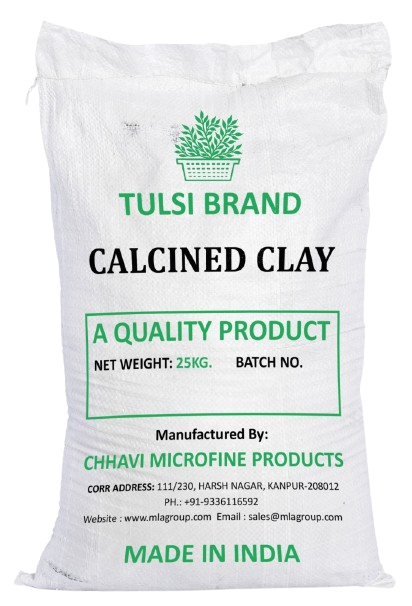 TULSI BRAND
CALCINED CLAY
A QUALITY PRODUCT
NET WEIGHT: 25KG. BATCH NO.
Manufactured By:
CHHAVI MICROFINE PRODUCTS
CORR ADDRESS: 111/230, HARSH NAGAR, KANPUR-208012
PH.: +91-9336116592
Website : www.mlagroup.com Email : sales@mlagroup.com
MADE IN INDIA